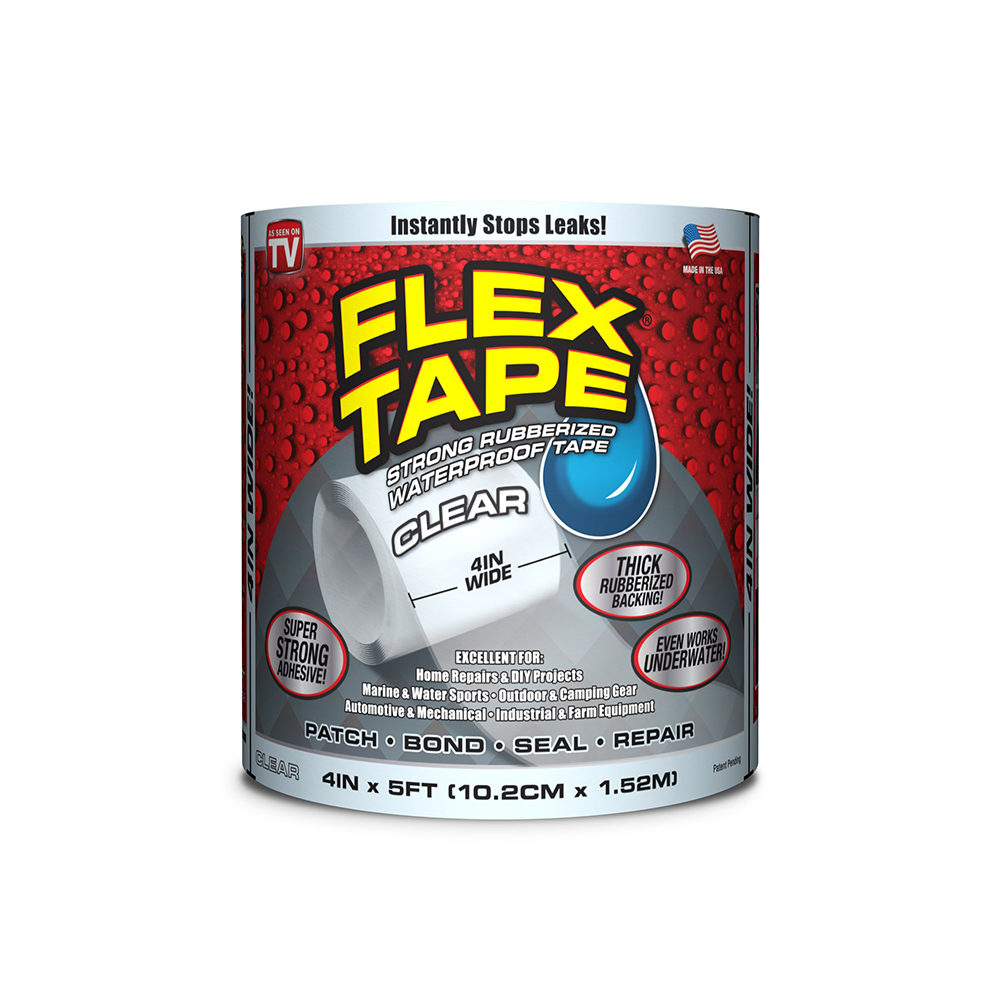 Instantly Stops Leaks!
AS SEEN ON
TV
MADE IN THE USA
FLEX
TAPE®
STRONG RUBBERIZED
WATERPROOF TAPE
CLEAR
4IN
WIDE
THICK
RUBBERIZED
BACKING!
SUPER
STRONG
ADHESIVE!
EVEN WORKS
UNDERWATER!
EXCELLENT FOR:
Home Repairs & DIY Projects
Marine & Water Sports • Outdoor & Camping Gear
Automotive & Mechanical • Industrial & Farm Equipment
PATCH • BOND • SEAL • REPAIR
CLEAR
4IN x 5FT (10.2CM x 1.52M)
Patent Pending
4IN WIDE!
4IN WIDE!